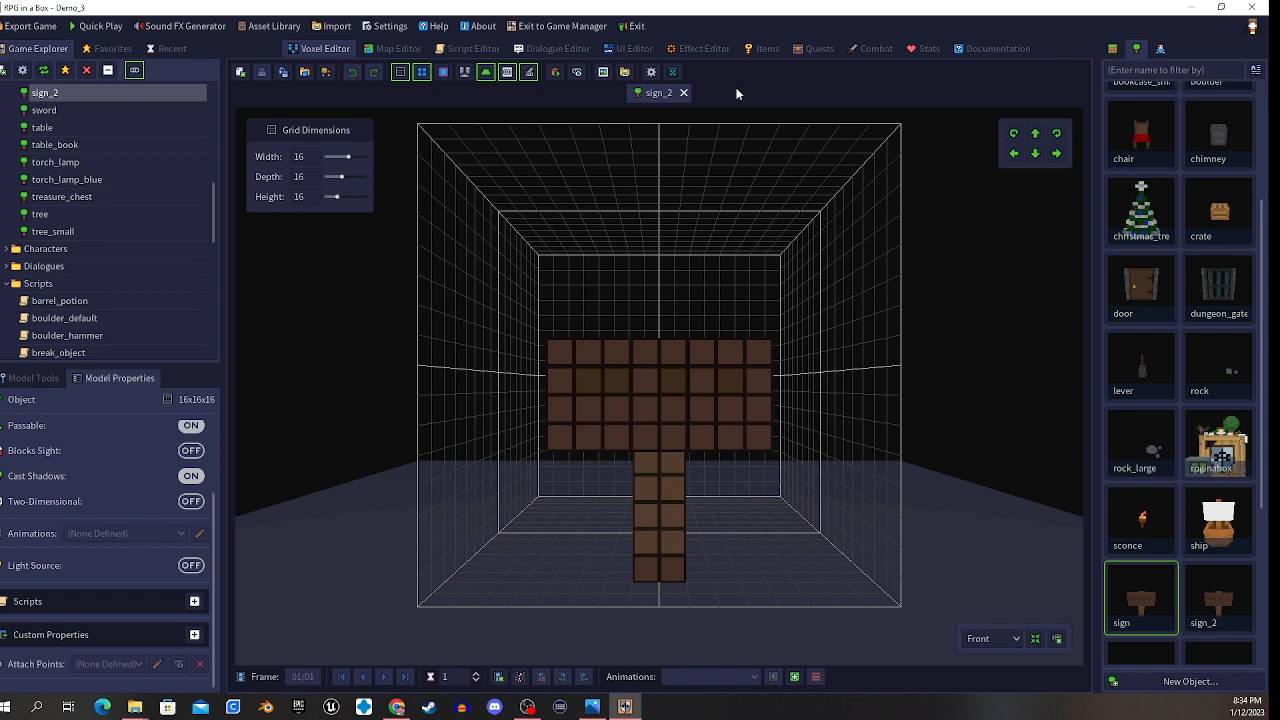 RPG in a Box - Demo_3
Export Game Quick Play Sound FX Generator Asset Library Import Settings Help About Exit to Game Manager Exit
Game Explorer Favorites Recent Voxel Editor Map Editor Script Editor Dialogue Editor UI Editor Effect Editor Items Quests Combat Stats Documentation
(Enter name to filter by)
sign_2
sign_2
sword
table
table_book
torch_lamp
torch_lamp_blue
treasure_chest
tree
tree_small
Characters
Dialogues
Scripts
barrel_potion
boulder_default
boulder_hammer
break_object
Model Tools Model Properties
Object 16x16x16
Passable: ON
Blocks Sight: OFF
Cast Shadows: ON
Two-Dimensional: OFF
Animations: (None Defined)
Light Source: OFF
Scripts
Custom Properties
Attach Points: (None Defined)
Grid Dimensions
Width: 16
Depth: 16
Height: 16
Front
Frame: 01/01 1 Animations:
boulder
chair chimney
christmas_tre crate
door dungeon_gate
lever rock
rock_large rpginabox
sconce ship
sign sign_2
New Object...
8:34 PM
1/12/2023